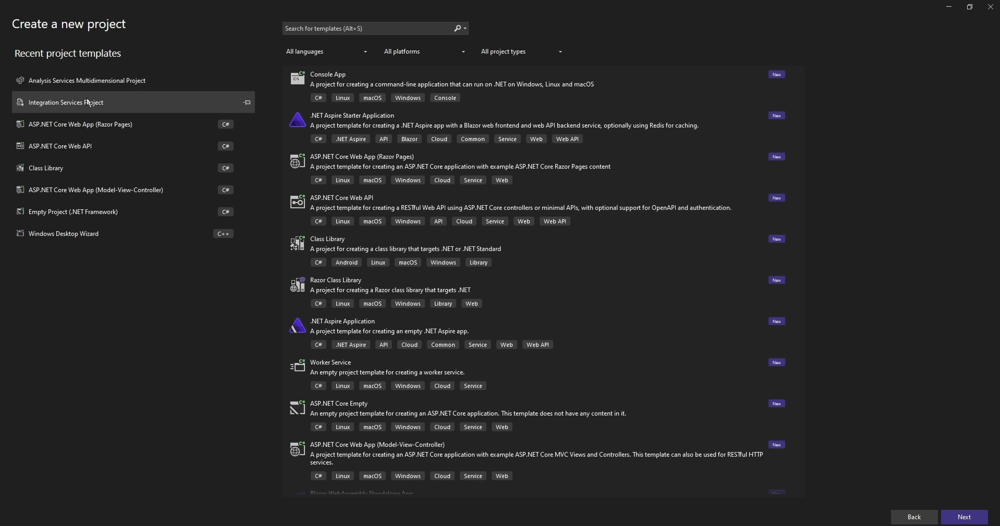 Create a new project
Search for templates (Alt+S)
Recent project templates
All languages
All platforms
All project types
Analysis Services Multidimensional Project
Integration Services Project
ASP.NET Core Web App (Razor Pages) C#
ASP.NET Core Web API C#
Class Library C#
ASP.NET Core Web App (Model-View-Controller) C#
Empty Project (.NET Framework) C#
Windows Desktop Wizard C++
Console App New
A project for creating a command-line application that can run on .NET on Windows, Linux and macOS
C# Linux macOS Windows Console
.NET Aspire Starter Application New
A project template for creating a .NET Aspire app with a Blazor web frontend and web API backend service, optionally using Redis for caching.
C# .NET Aspire API Blazor Cloud Common Service Web Web API
ASP.NET Core Web App (Razor Pages) New
A project template for creating an ASP.NET Core application with example ASP.NET Core Razor Pages content
C# Linux macOS Windows Cloud Service Web
ASP.NET Core Web API New
A project template for creating a RESTful Web API using ASP.NET Core controllers or minimal APIs, with optional support for OpenAPI and authentication.
C# Linux macOS Windows API Cloud Service Web Web API
Class Library New
A project for creating a class library that targets .NET or .NET Standard
C# Android Linux macOS Windows Library
Razor Class Library New
A project for creating a Razor class library that targets .NET
C# Linux macOS Windows Library Web
.NET Aspire Application New
A project template for creating an empty .NET Aspire app.
C# .NET Aspire API Cloud Common Service Web Web API
Worker Service New
An empty project template for creating a worker service.
C# Linux macOS Windows Cloud Service
ASP.NET Core Empty New
An empty project template for creating an ASP.NET Core application. This template does not have any content in it.
C# Linux macOS Windows Cloud Service Web
ASP.NET Core Web App (Model-View-Controller) New
A project template for creating an ASP.NET Core application with example ASP.NET Core MVC Views and Controllers. This template can also be used for RESTful HTTP
services.
C# Linux macOS Windows Cloud Service Web
Blazor WebAssembly Standalone App New
Back
Next